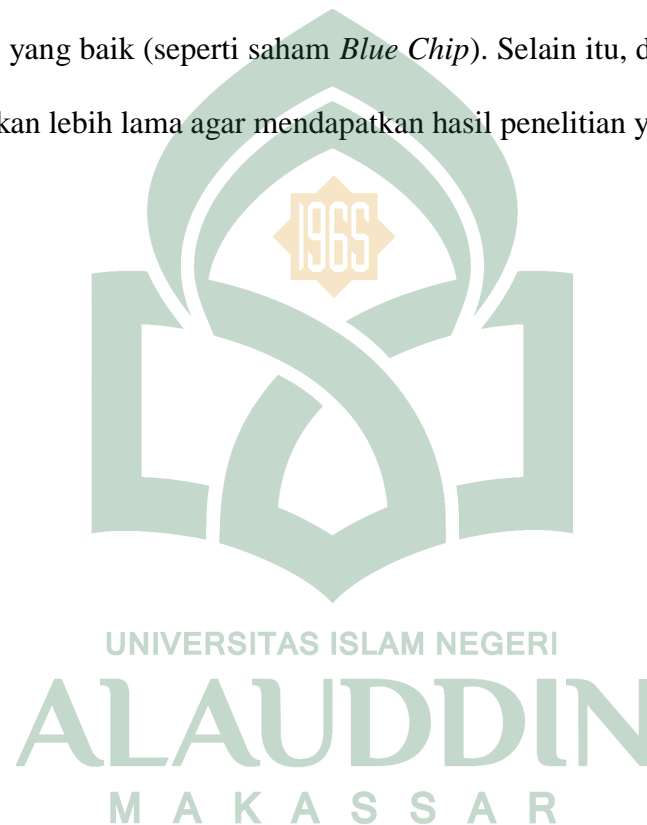 yang baik (seperti saham Blue Chip). Selain itu, d
kan lebih lama agar mendapatkan hasil penelitian y
1965
UNIVERSITAS ISLAM NEGERI
ALAUDDIN
MAKASSAR